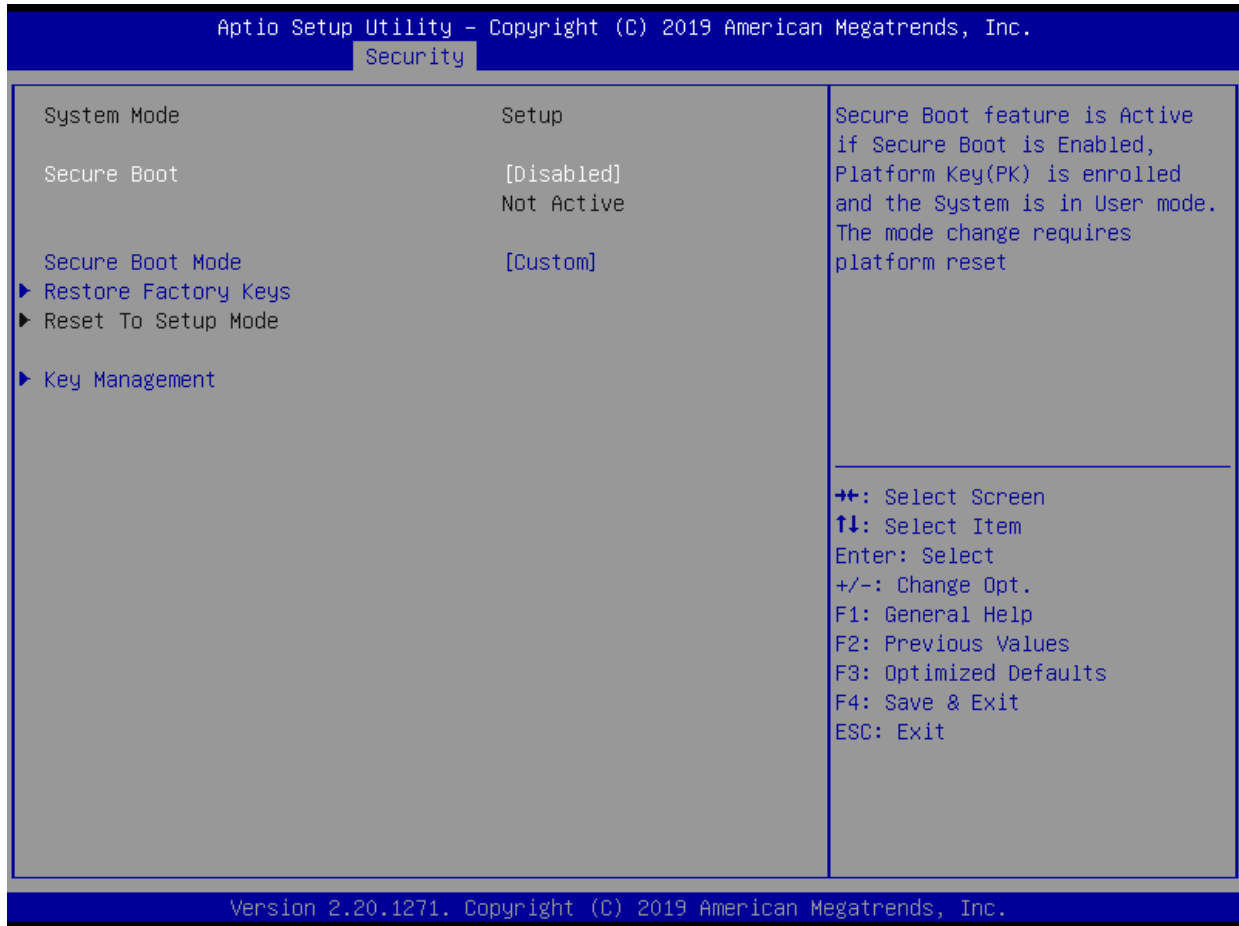 Aptio Setup Utility – Copyright (C) 2019 American Megatrends, Inc.
Security
System Mode Setup
Secure Boot [Disabled]
Not Active
Secure Boot Mode [Custom]
▶ Restore Factory Keys
▶ Reset To Setup Mode
▶ Key Management
Secure Boot feature is Active
if Secure Boot is Enabled,
Platform Key(PK) is enrolled
and the System is in User mode.
The mode change requires
platform reset
→←: Select Screen
↑↓: Select Item
Enter: Select
+/-: Change Opt.
F1: General Help
F2: Previous Values
F3: Optimized Defaults
F4: Save & Exit
ESC: Exit
Version 2.20.1271. Copyright (C) 2019 American Megatrends, Inc.